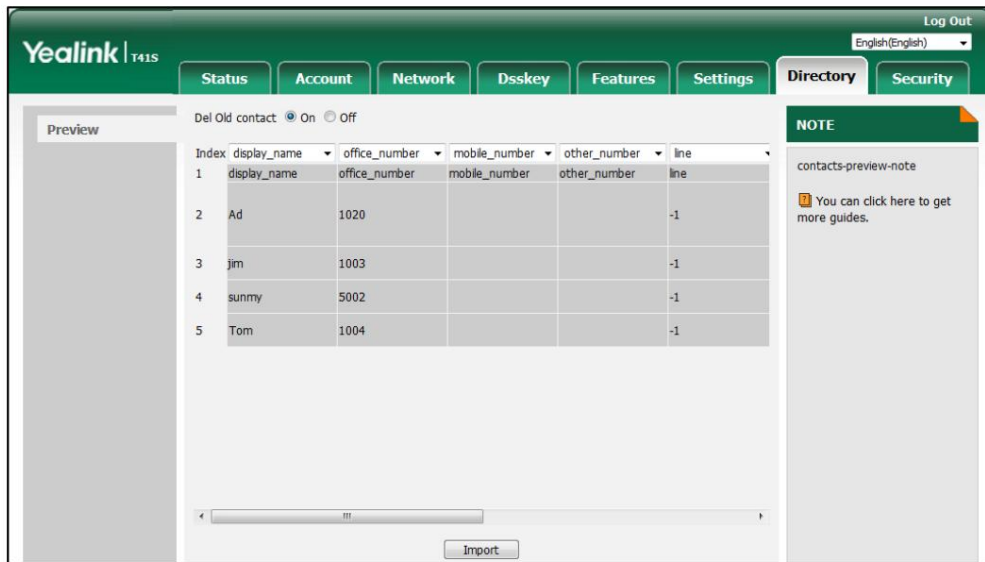 Log Out
Yealink | T41S
English(English)
Status Account Network Dsskey Features Settings Directory Security
Preview
Del Old contact On Off
Index display_name office_number mobile_number other_number line
1 display_name office_number mobile_number other_number line
2 Ad 1020 -1
3 jim 1003 -1
4 sunmy 5002 -1
5 Tom 1004 -1
Import
NOTE
contacts-preview-note
You can click here to get
more guides.